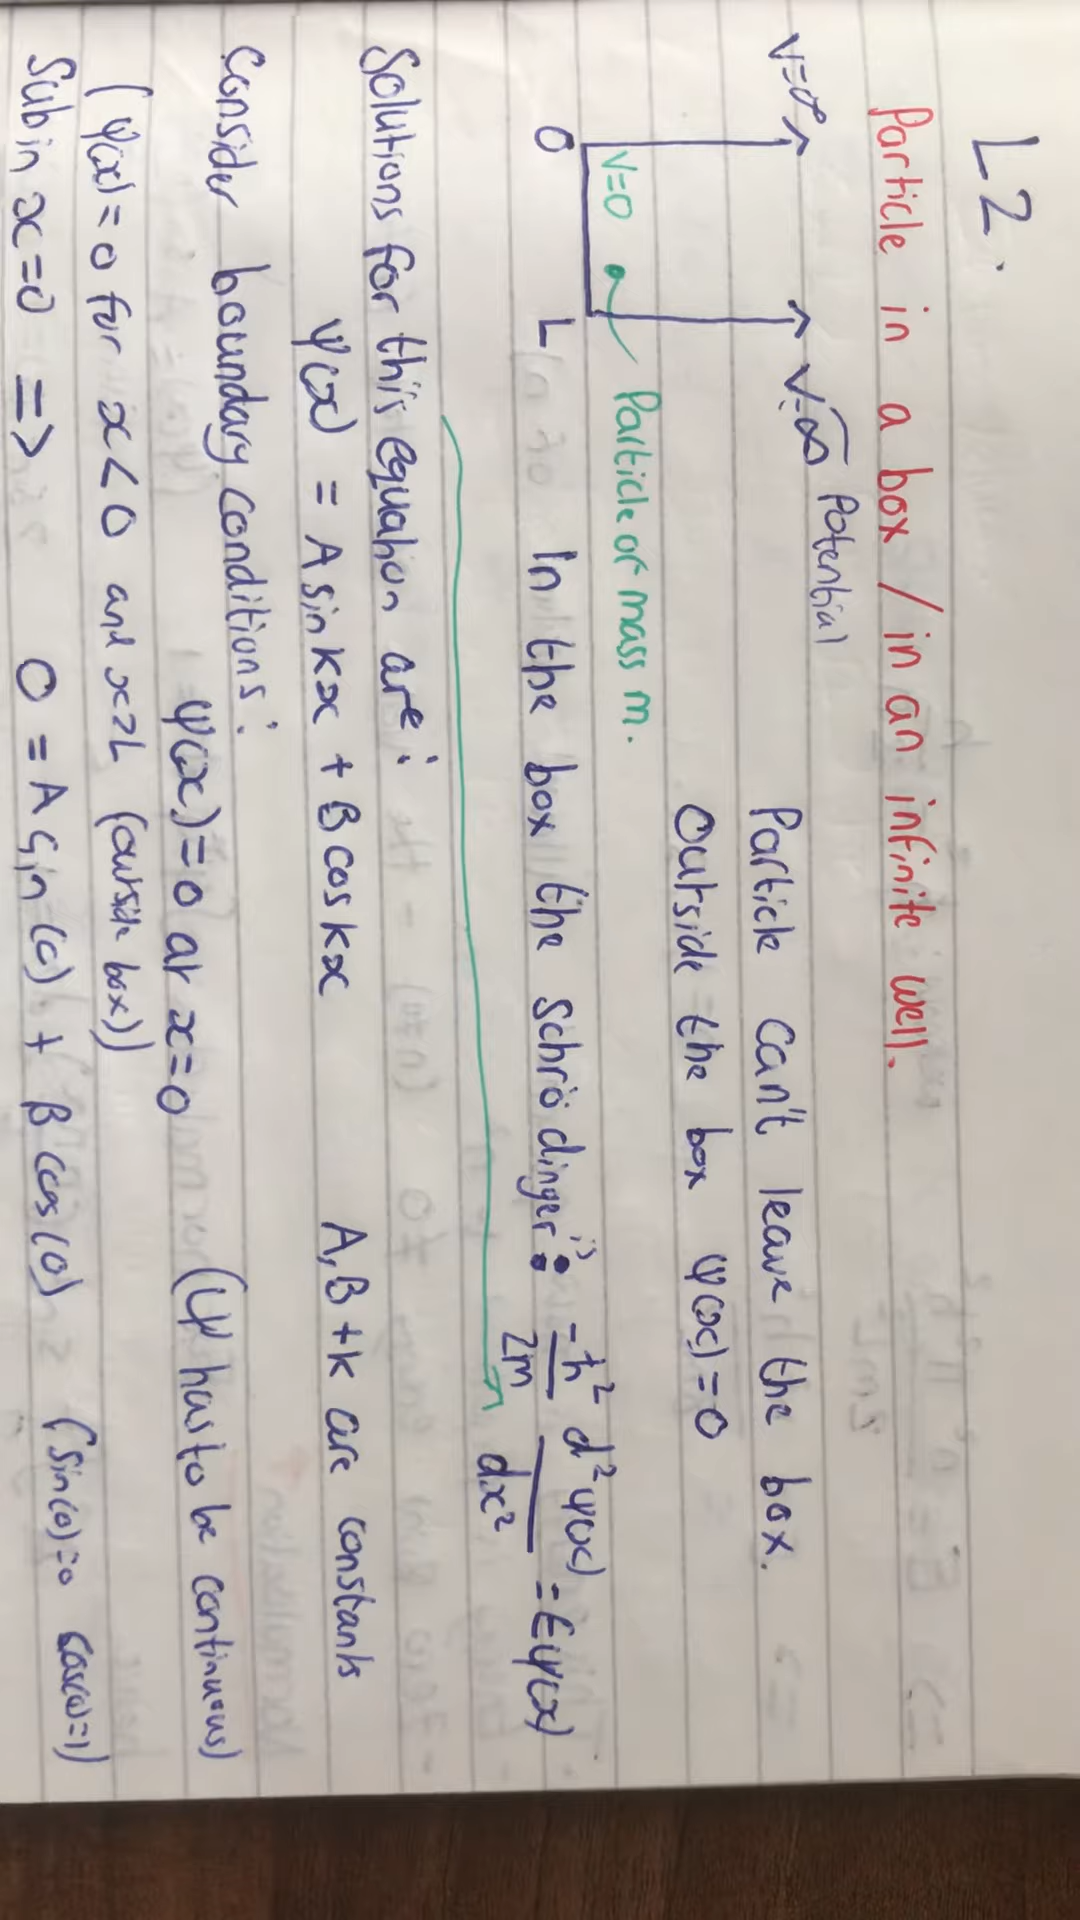 L2.
Particle in a box / in an infinite well.
V=∞ V=∞ Potential
Particle can't leave the box.
V=0 Particle of mass m.
Outside the box ψ(x)=0
0 L In the box the schrödinger is: -ħ²/2m d²ψ(x)/dx² = Eψ(x)
Solutions for this equation are:
ψ(x) = A sin kx + B cos kx A, B + k are constants
Consider boundary conditions:
ψ(x)=0 at x=0 (ψ has to be continuous)
(ψ(x)=0 for x<0 and x>L (outside box))
Sub in x=0 => 0 = A sin(0) + B cos(0) (sin(0)=0 cos(0)=1)